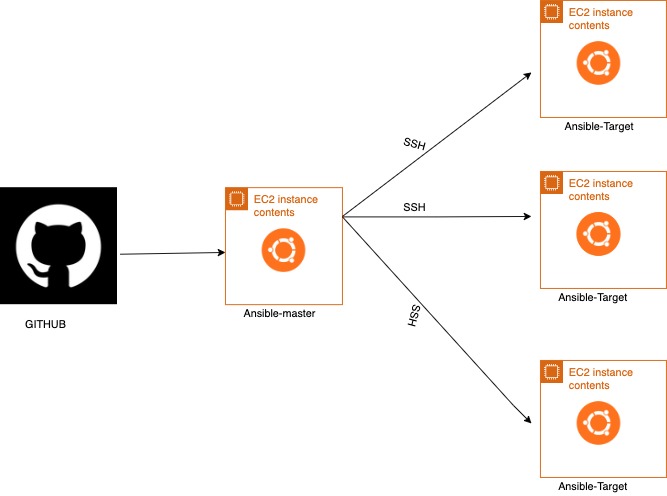 EC2 instance
contents
Ansible-Target
SSH
EC2 instance
contents
Ansible-master
GITHUB
SSH
EC2 instance
contents
Ansible-Target
SSH
EC2 instance
contents
Ansible-Target